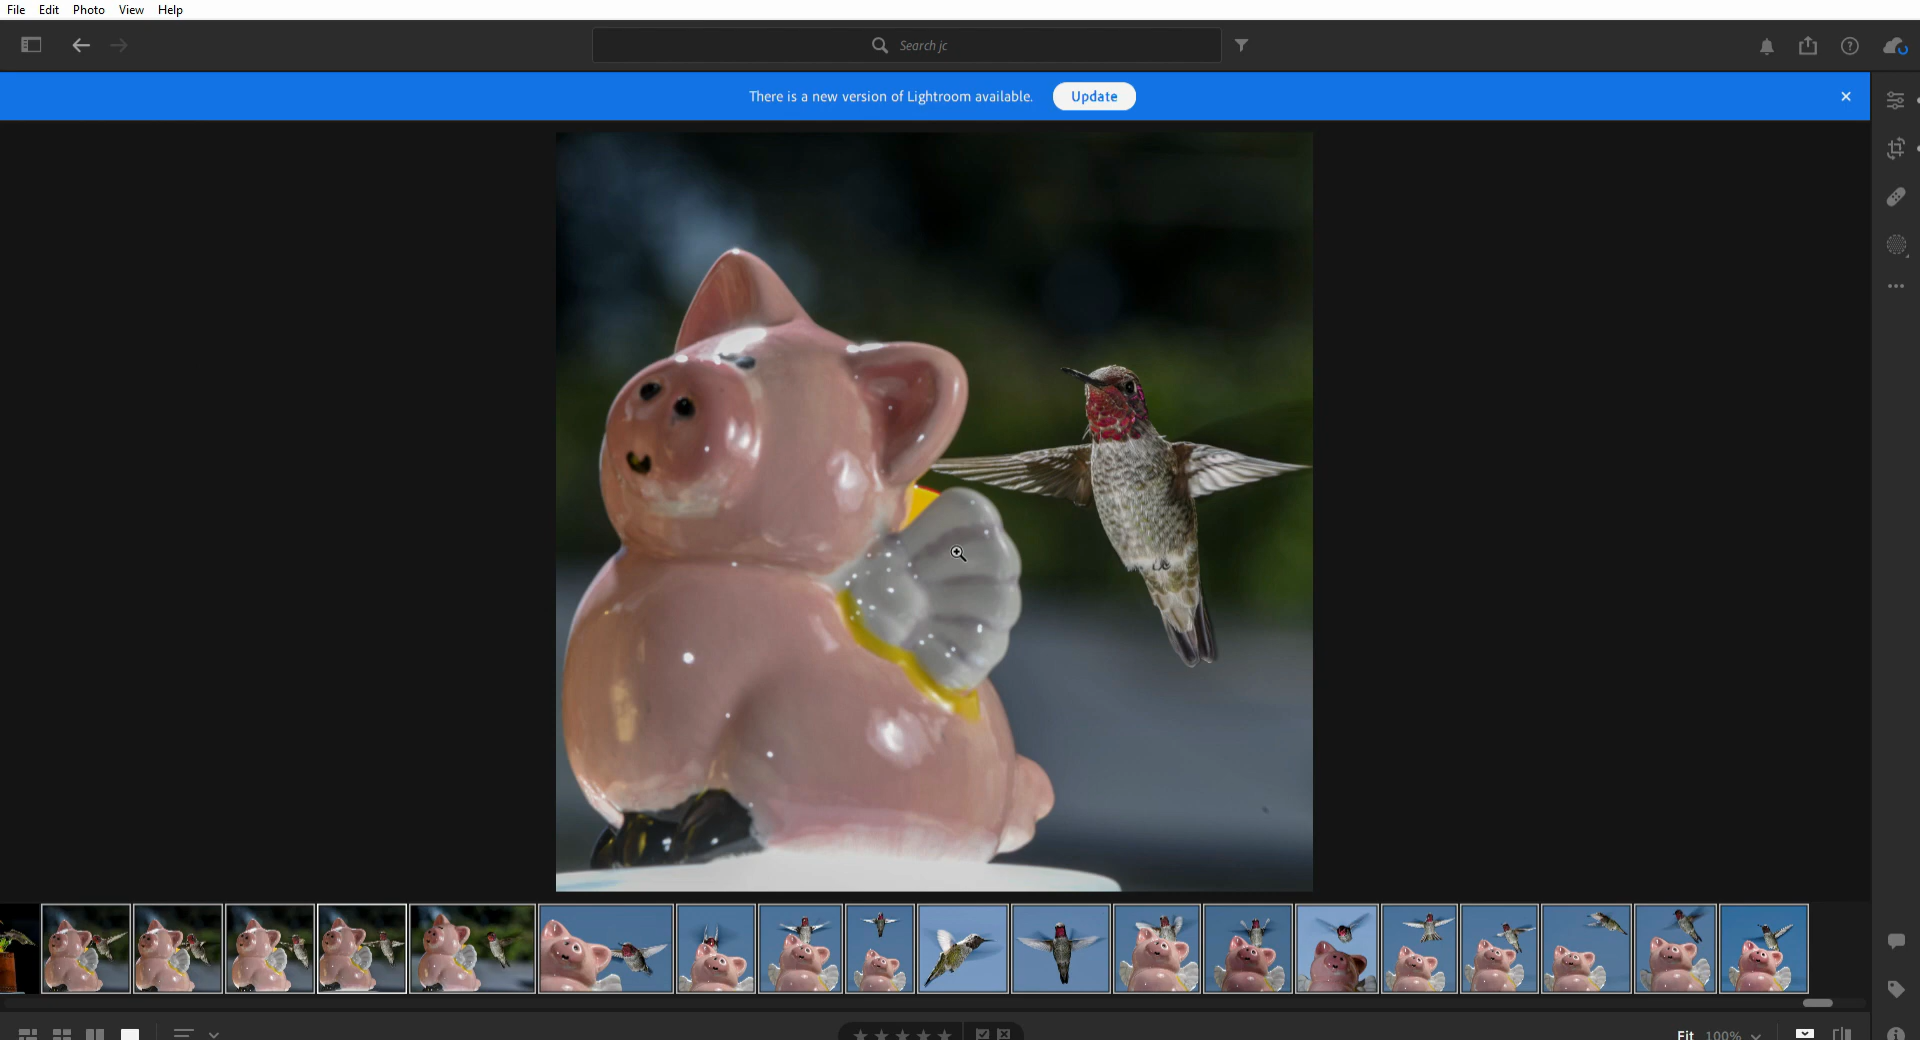 File Edit Photo View Help
Search jc
There is a new version of Lightroom available. Update
Fit 100%